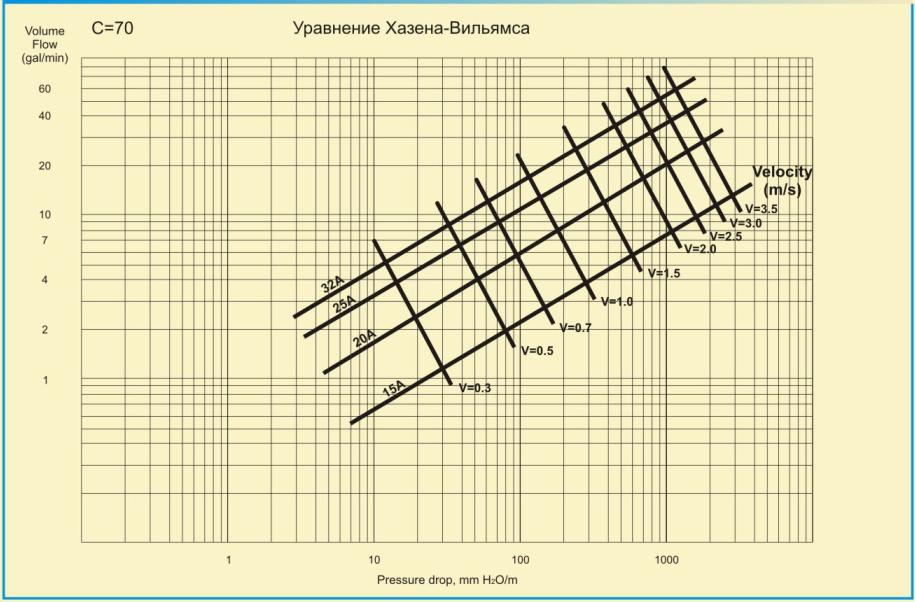 Volume
Flow
(gal/min)
C=70
Уравнение Хазена-Вильямса
60
40
20
10
7
4
2
1
32A
25A
20A
15A
Velocity
(m/s)
V=3.5
V=3.0
V=2.5
V=2.0
V=1.5
V=1.0
V=0.7
V=0.5
V=0.3
1
10
100
1000
Pressure drop, mm H₂O/m